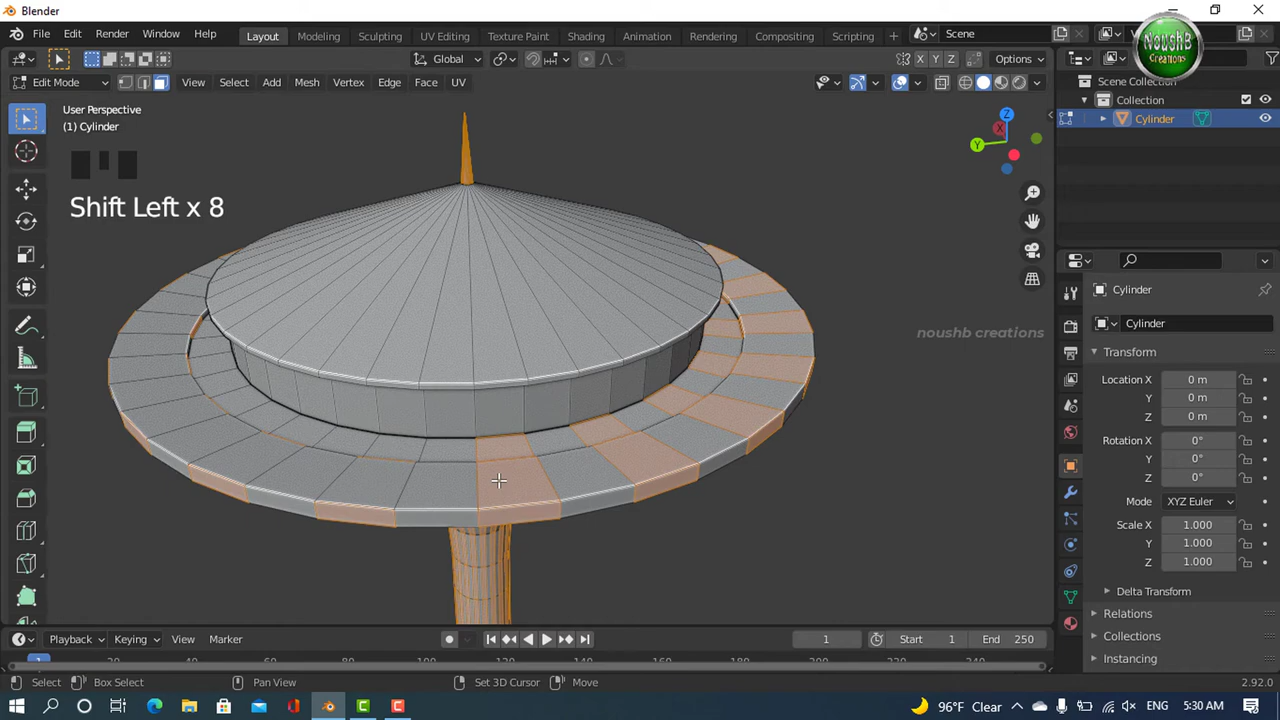 Blender
File Edit Render Window Help Layout Modeling Sculpting UV Editing Texture Paint Shading Animation Rendering Compositing Scripting + Scene
NoushB
Creations
Global X Y Z Options
Edit Mode View Select Add Mesh Vertex Edge Face UV
User Perspective
(1) Cylinder
Shift Left x 8
Z
X
Y
noushb creations
Scene Collection
Collection
Cylinder
Cylinder
Cylinder
Transform
Location X 0 m
Y 0 m
Z 0 m
Rotation X 0°
Y 0°
Z 0°
Mode XYZ Euler
Scale X 1.000
Y 1.000
Z 1.000
Delta Transform
Relations
Collections
Instancing
Playback Keying View Marker 1 Start 1 End 250
Select Box Select Pan View Set 3D Cursor Move 2.92.0
96°F Clear ENG 5:30 AM